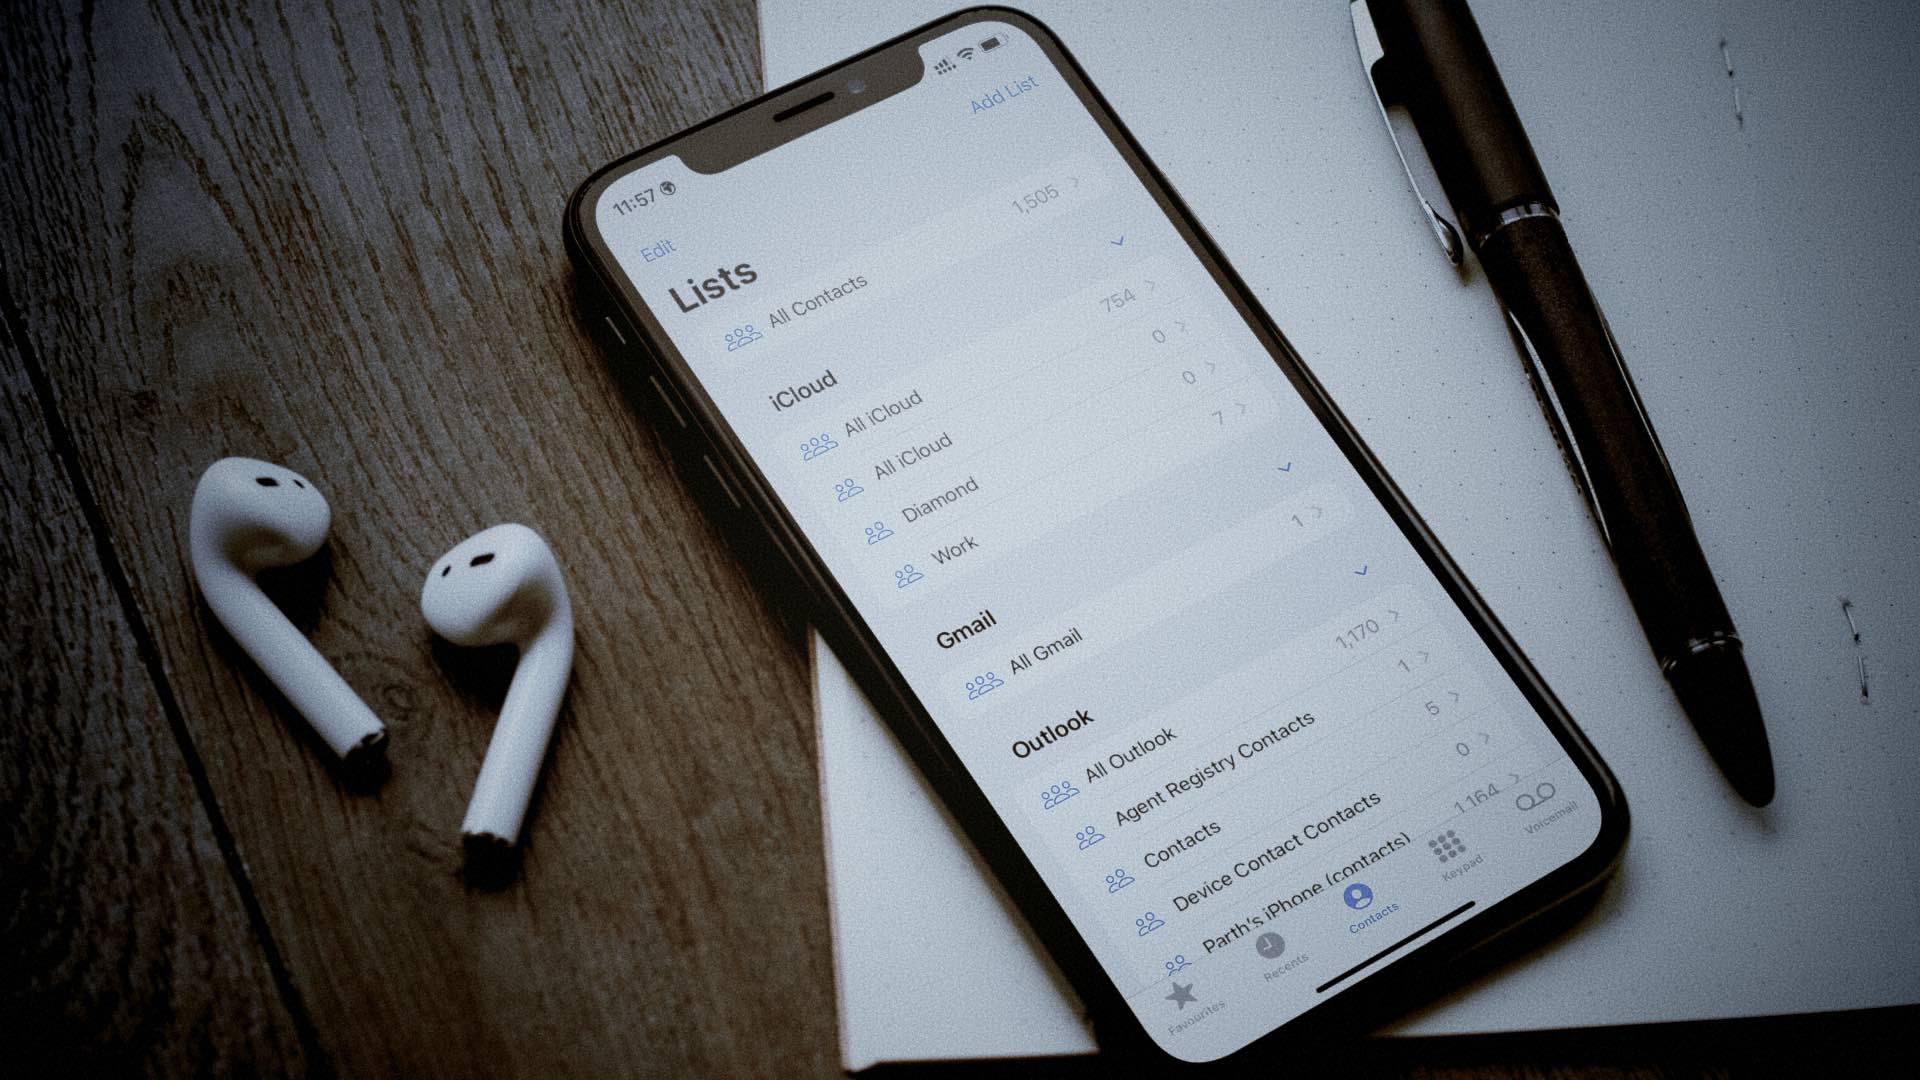 11:57
Edit
Add List
Lists
All Contacts 1,505
iCloud
All iCloud 754
All iCloud 0
Diamond 0
Work 7
Gmail
All Gmail 1
Outlook
All Outlook 1,170
Agent Registry Contacts 1
Contacts 5
Device Contact Contacts 0
Parth's iPhone (contacts) 1164
Favourites
Recents
Contacts
Keypad
Voicemail